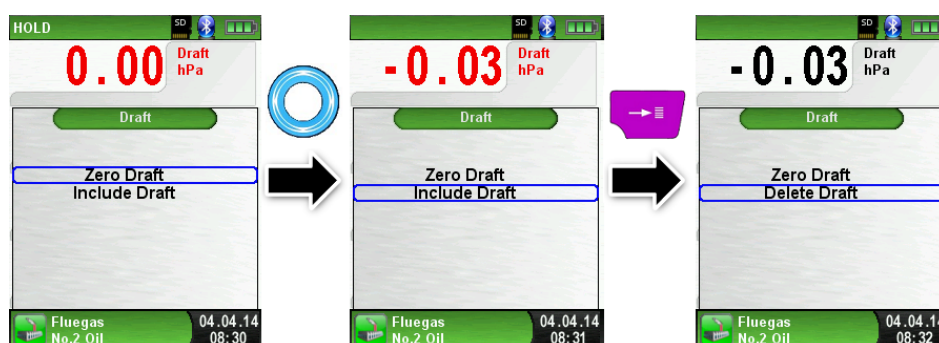 HOLD
SD
0.00
Draft
hPa
Draft
Zero Draft
Include Draft
Fluegas
No.2 Oil
04.04.14
08:30
SD
-0.03
Draft
hPa
Draft
Zero Draft
Include Draft
Fluegas
No.2 Oil
04.04.14
08:31
SD
-0.03
Draft
hPa
Draft
Zero Draft
Delete Draft
Fluegas
No.2 Oil
04.04.14
08:32